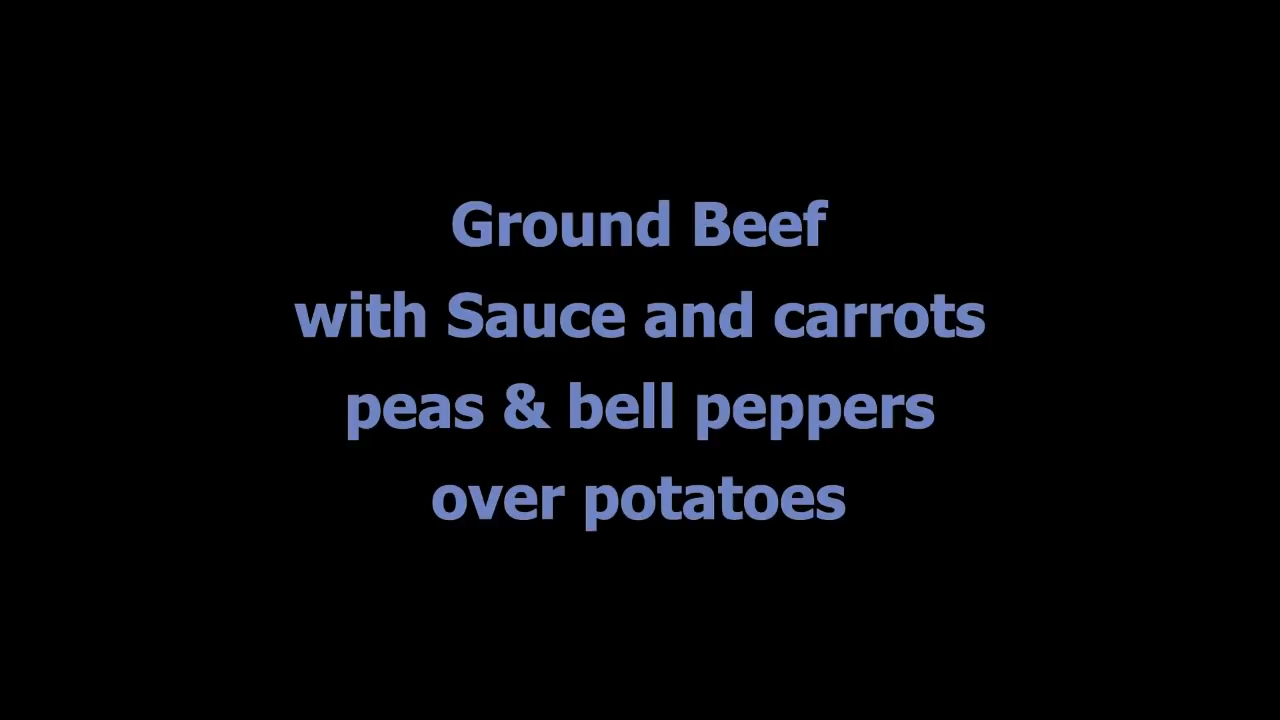 Ground Beef
with Sauce and carrots
peas & bell peppers
over potatoes